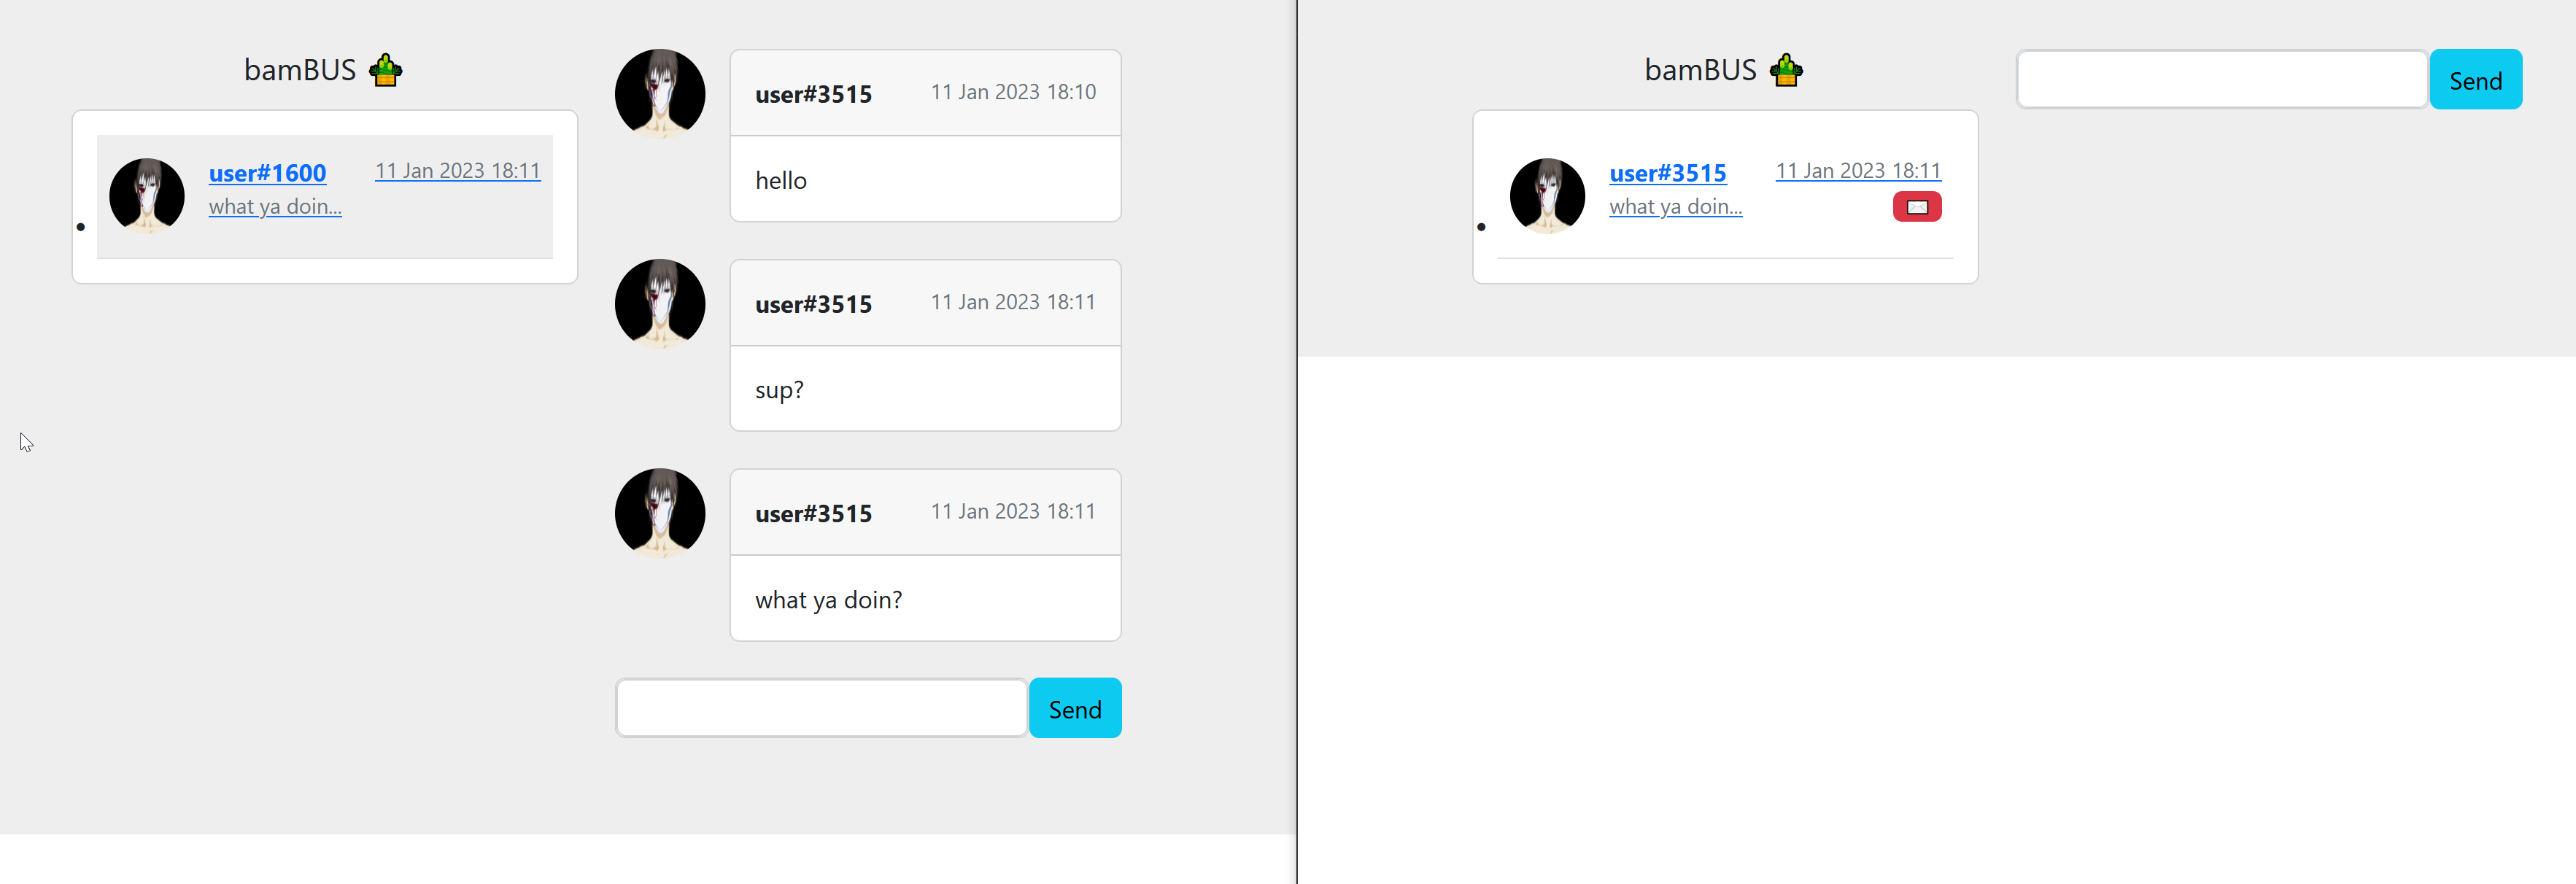 bamBUS
user#1600 11 Jan 2023 18:11
what ya doin...
user#3515 11 Jan 2023 18:10
hello
user#3515 11 Jan 2023 18:11
sup?
user#3515 11 Jan 2023 18:11
what ya doin?
Send
bamBUS
user#3515 11 Jan 2023 18:11
what ya doin...
Send